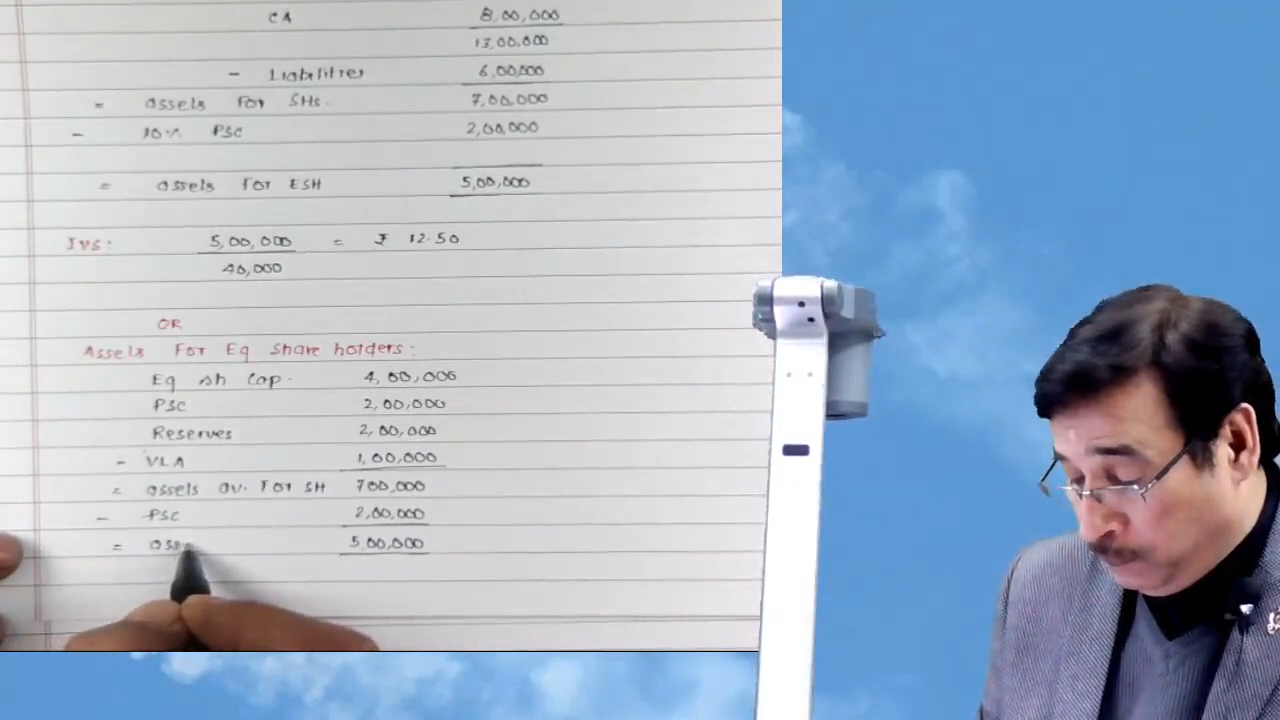 CA 8,00,000
13,00,000
- Liabilities 6,00,000
= assets For SHs. 7,00,000
- 10% PSC 2,00,000
= assets For ESH 5,00,000
IVS: 5,00,000 = ₹ 12.50
40,000
OR
Assets For Eq share holders:
Eq sh Cap. 4,00,000
PSC 2,00,000
Reserves 2,00,000
- VLA 1,00,000
= assets av. For SH 700,000
- PSC 2,00,000
= asse 5,00,000